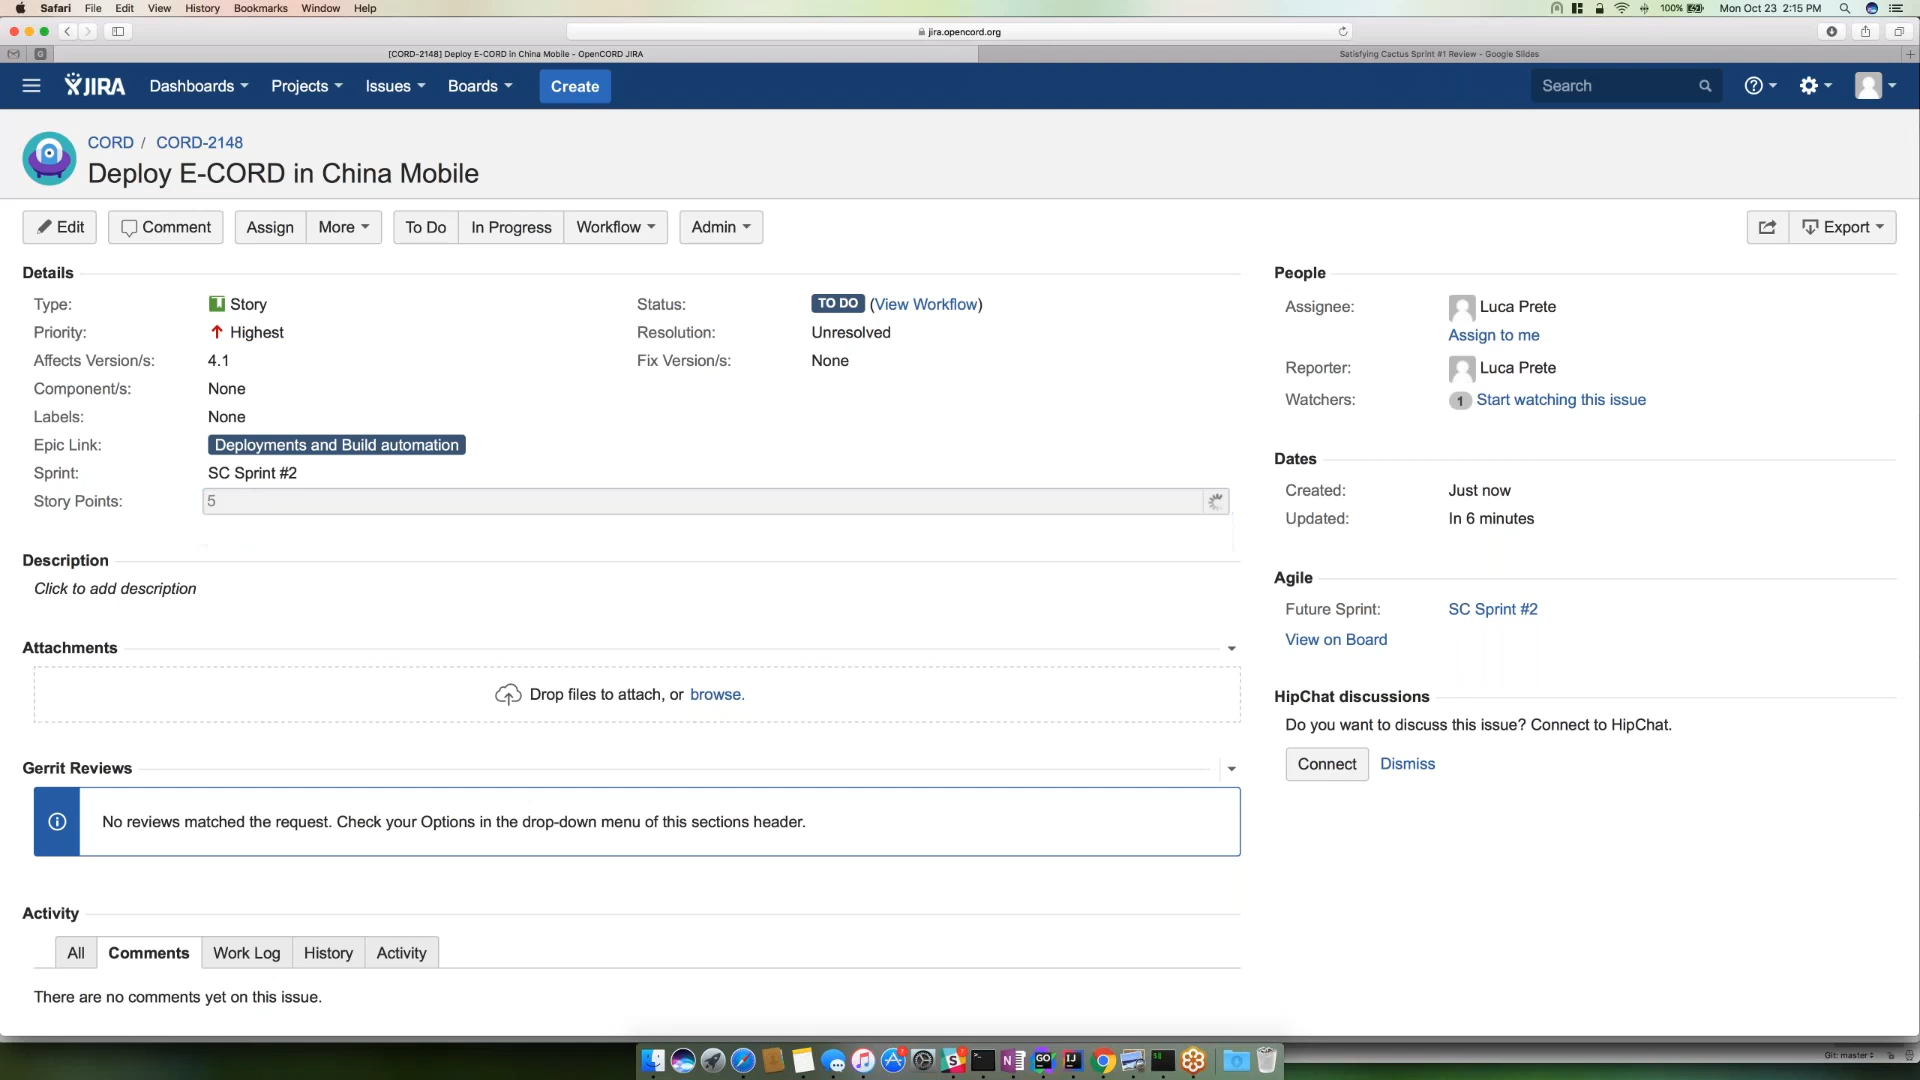 Safari File Edit View History Bookmarks Window Help
100% Mon Oct 23 2:15 PM
jira.opencord.org
[CORD-2148] Deploy E-CORD in China Mobile - OpenCORD JIRA
Satisfying Cactus Sprint #1 Review - Google Slides
JIRA Dashboards Projects Issues Boards Create Search
CORD / CORD-2148
Deploy E-CORD in China Mobile
Edit Comment Assign More To Do In Progress Workflow Admin Export
Details
Type: Story
Priority: Highest
Affects Version/s: 4.1
Component/s: None
Labels: None
Epic Link: Deployments and Build automation
Sprint: SC Sprint #2
Story Points: 5
Status: TO DO (View Workflow)
Resolution: Unresolved
Fix Version/s: None
Description
Click to add description
Attachments
Drop files to attach, or browse.
Gerrit Reviews
No reviews matched the request. Check your Options in the drop-down menu of this sections header.
Activity
All Comments Work Log History Activity
There are no comments yet on this issue.
People
Assignee: Luca Prete
Assign to me
Reporter: Luca Prete
Watchers: 1 Start watching this issue
Dates
Created: Just now
Updated: In 6 minutes
Agile
Future Sprint: SC Sprint #2
View on Board
HipChat discussions
Do you want to discuss this issue? Connect to HipChat.
Connect Dismiss
Git: master